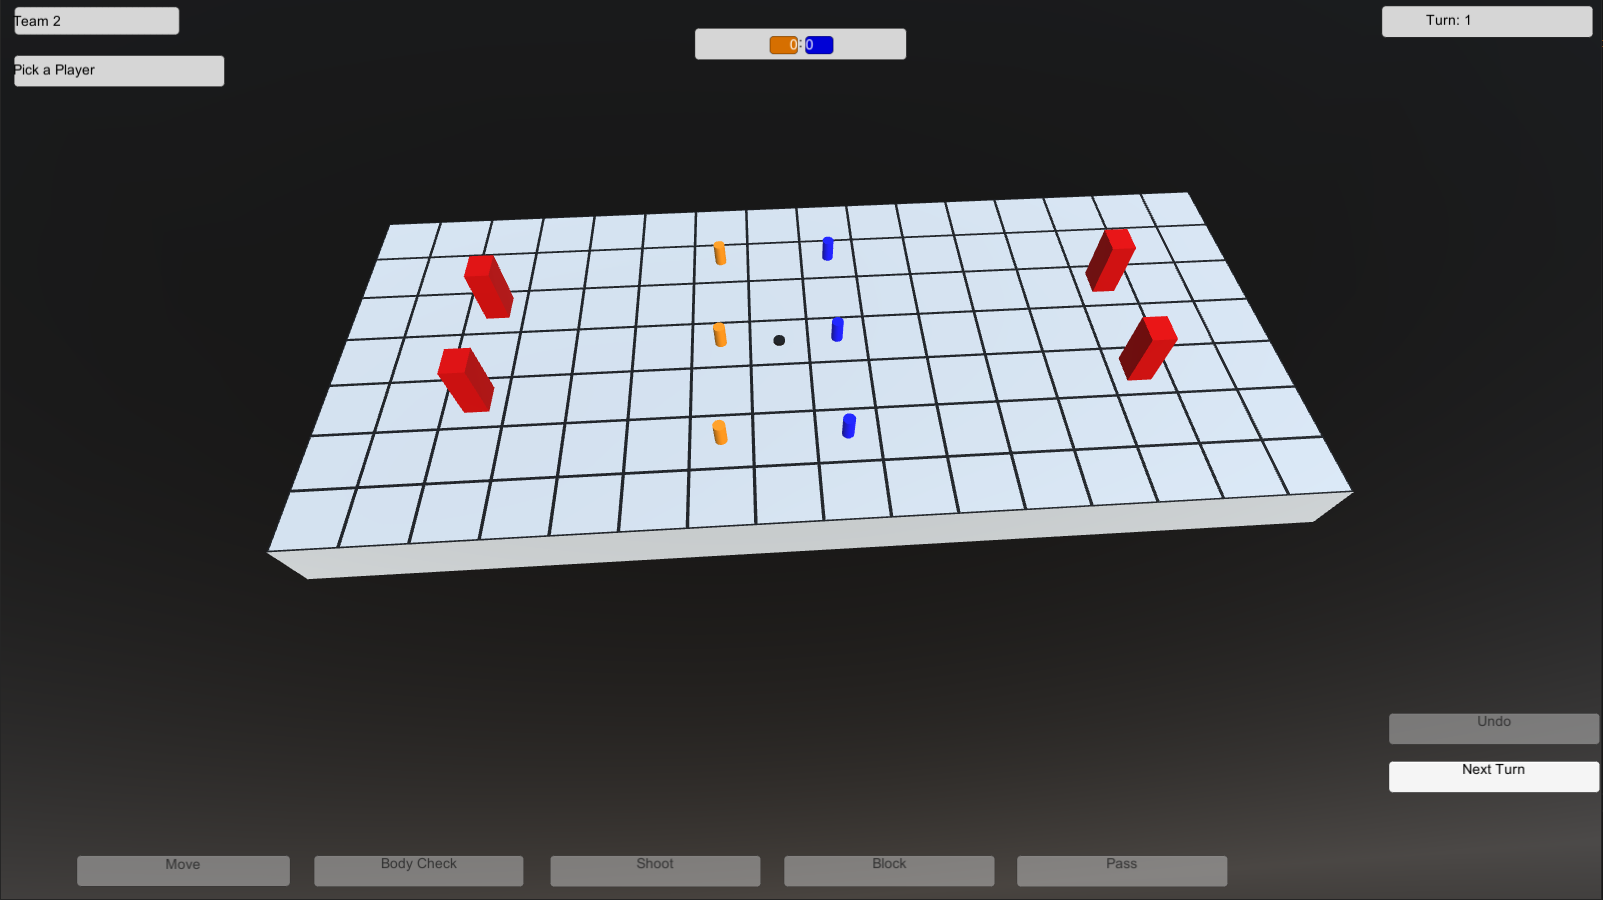 Team 2
Turn: 1
0:0
Pick a Player
Undo
Next Turn
Move
Body Check
Shoot
Block
Pass